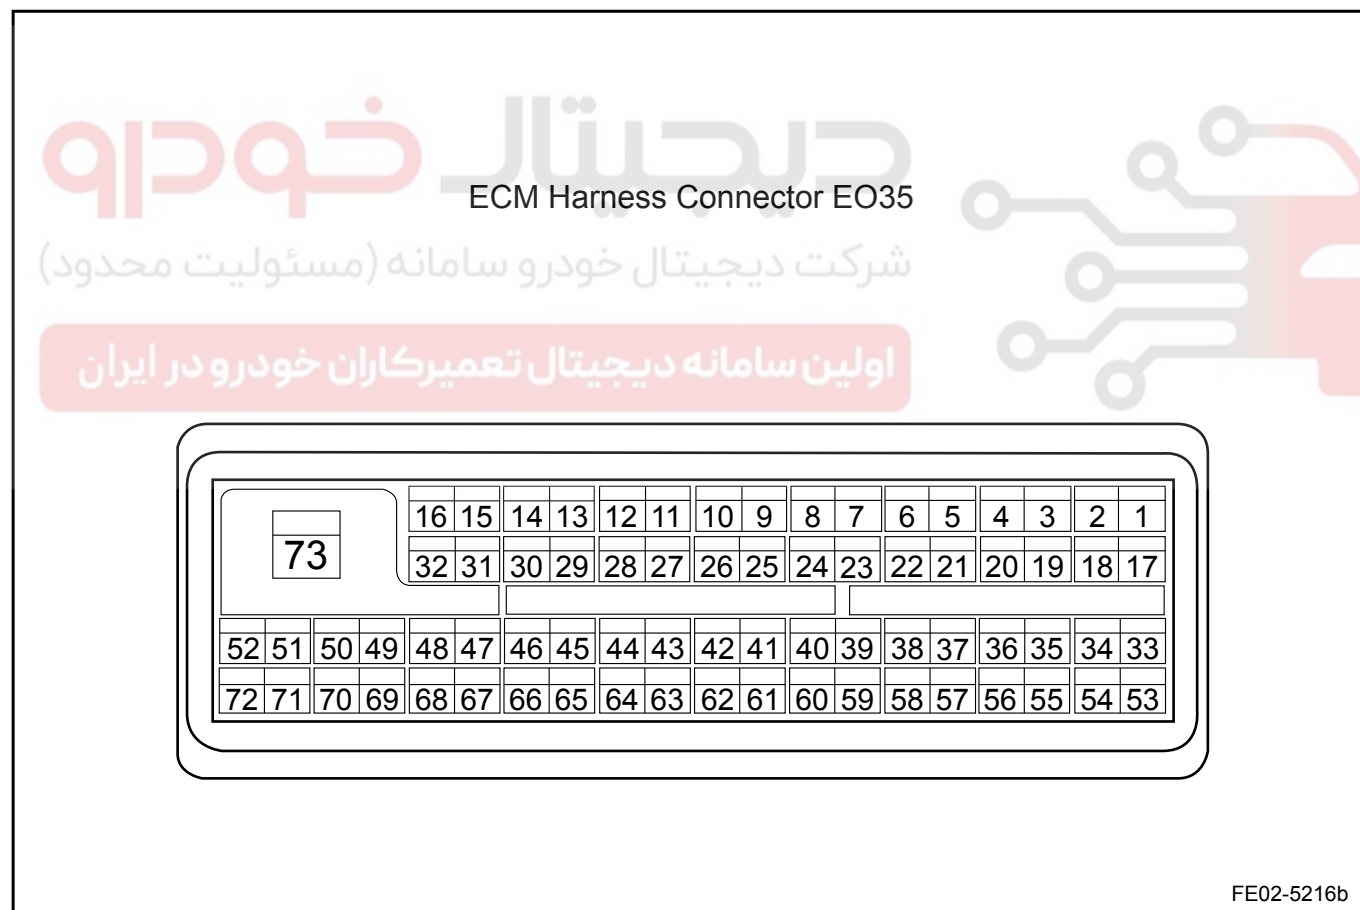 دیجیتال خودرو
ECM Harness Connector EO35
شرکت دیجیتال خودرو سامانه (مسئولیت محدود)
اولین سامانه دیجیتال تعمیرکاران خودرو در ایران
16 15 14 13 12 11 10 9 8 7 6 5 4 3 2 1
73
32 31 30 29 28 27 26 25 24 23 22 21 20 19 18 17
52 51 50 49 48 47 46 45 44 43 42 41 40 39 38 37 36 35 34 33
72 71 70 69 68 67 66 65 64 63 62 61 60 59 58 57 56 55 54 53
FE02-5216b